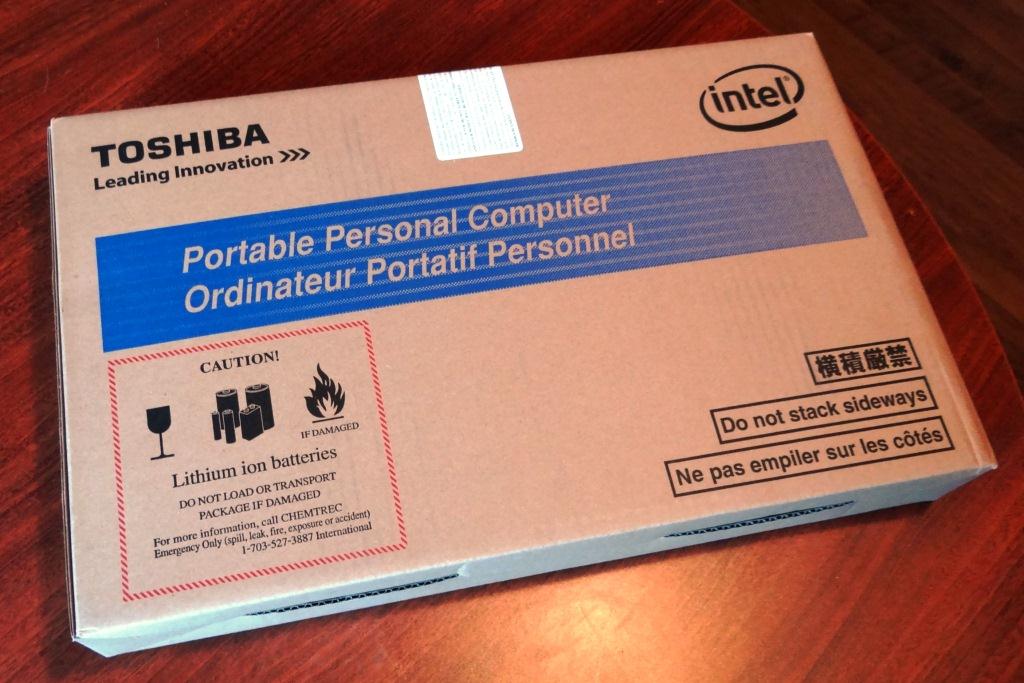 TOSHIBA
Leading Innovation >>>
intel®
Portable Personal Computer
Ordinateur Portatif Personnel
CAUTION!
IF DAMAGED
Lithium ion batteries
DO NOT LOAD OR TRANSPORT
PACKAGE IF DAMAGED
For more information, call CHEMTREC
Emergency Only (spill, leak, fire, exposure or accident)
1-703-527-3887 International
横積厳禁
Do not stack sideways
Ne pas empiler sur les côtés